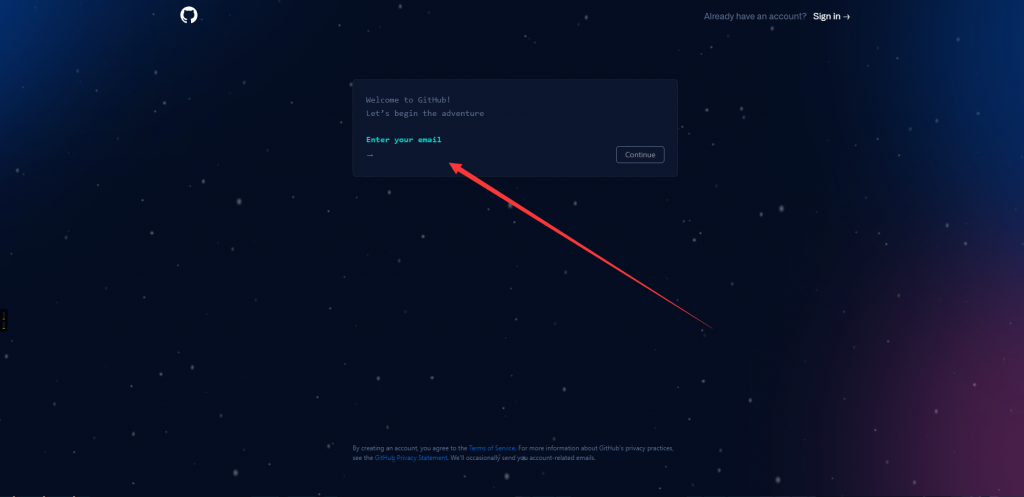 Already have an account? Sign in →
Welcome to GitHub!
Let's begin the adventure
Enter your email
→
Continue
By creating an account, you agree to the Terms of Service. For more information about GitHub's privacy practices,
see the GitHub Privacy Statement. We'll occasionally send you account-related emails.